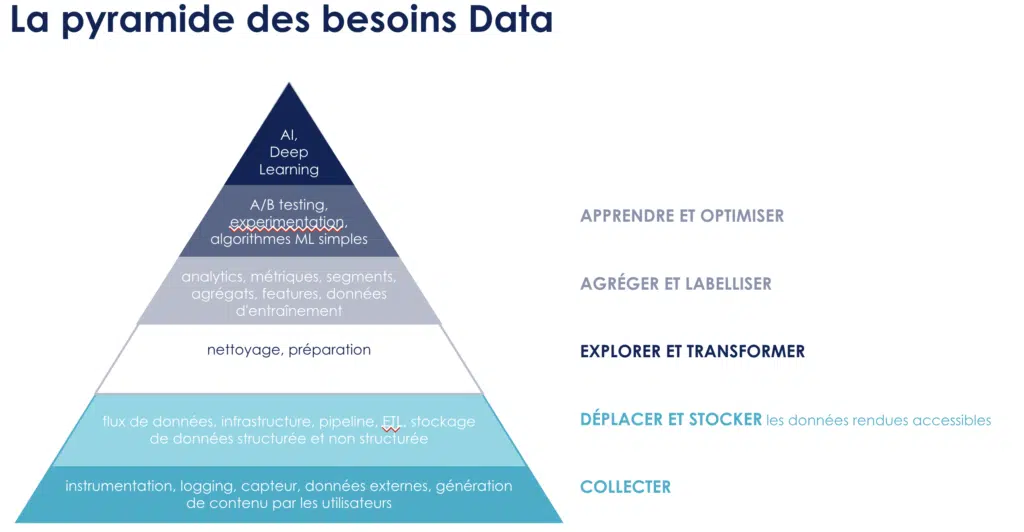 La pyramide des besoins Data
AI,
Deep
Learning
A/B testing,
experimentation,
algorithmes ML simples
APPRENDRE ET OPTIMISER
analytics, métriques, segments,
agrégats, features, données
d'entraînement
AGRÉGER ET LABELLISER
nettoyage, préparation
EXPLORER ET TRANSFORMER
flux de données, infrastructure, pipeline, ETL, stockage
de données structurée et non structurée
DÉPLACER ET STOCKER les données rendues accessibles
instrumentation, logging, capteur, données externes, génération
de contenu par les utilisateurs
COLLECTER